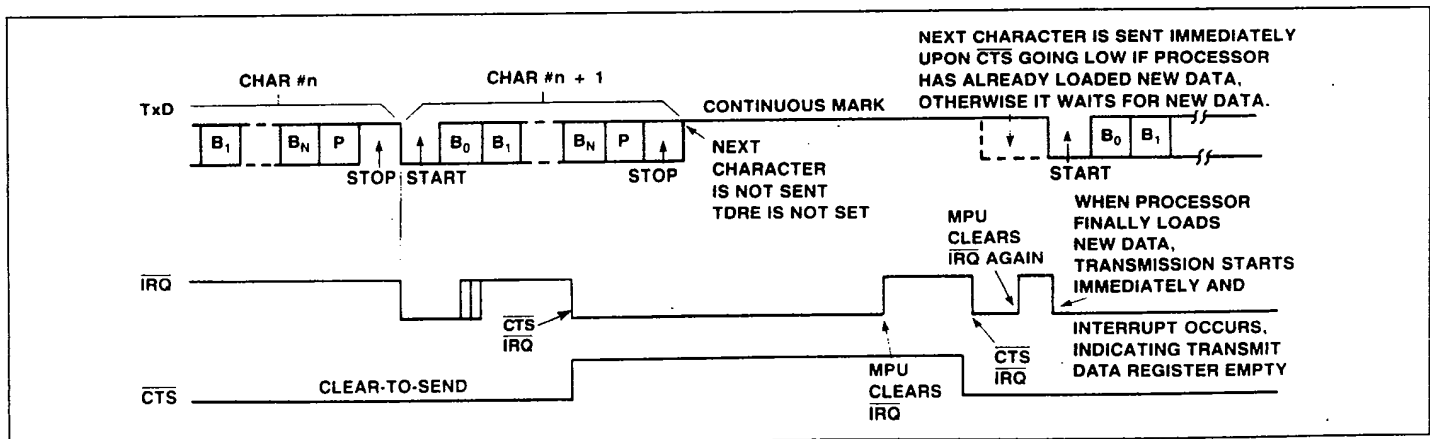 NEXT CHARACTER IS SENT IMMEDIATELY
UPON CTS GOING LOW IF PROCESSOR
HAS ALREADY LOADED NEW DATA,
OTHERWISE IT WAITS FOR NEW DATA.
CHAR #n
CHAR #n + 1
TxD
CONTINUOUS MARK
B1
BN
P
B0
B1
BN
P
B0
B1
STOP
START
STOP
START
NEXT
CHARACTER
IS NOT SENT
TDRE IS NOT SET
MPU
CLEARS
IRQ AGAIN
WHEN PROCESSOR
FINALLY LOADS
NEW DATA,
TRANSMISSION STARTS
IMMEDIATELY AND
INTERRUPT OCCURS,
INDICATING TRANSMIT
DATA REGISTER EMPTY
IRQ
CTS
IRQ
CTS
IRQ
MPU
CLEARS
IRQ
CTS
CLEAR-TO-SEND